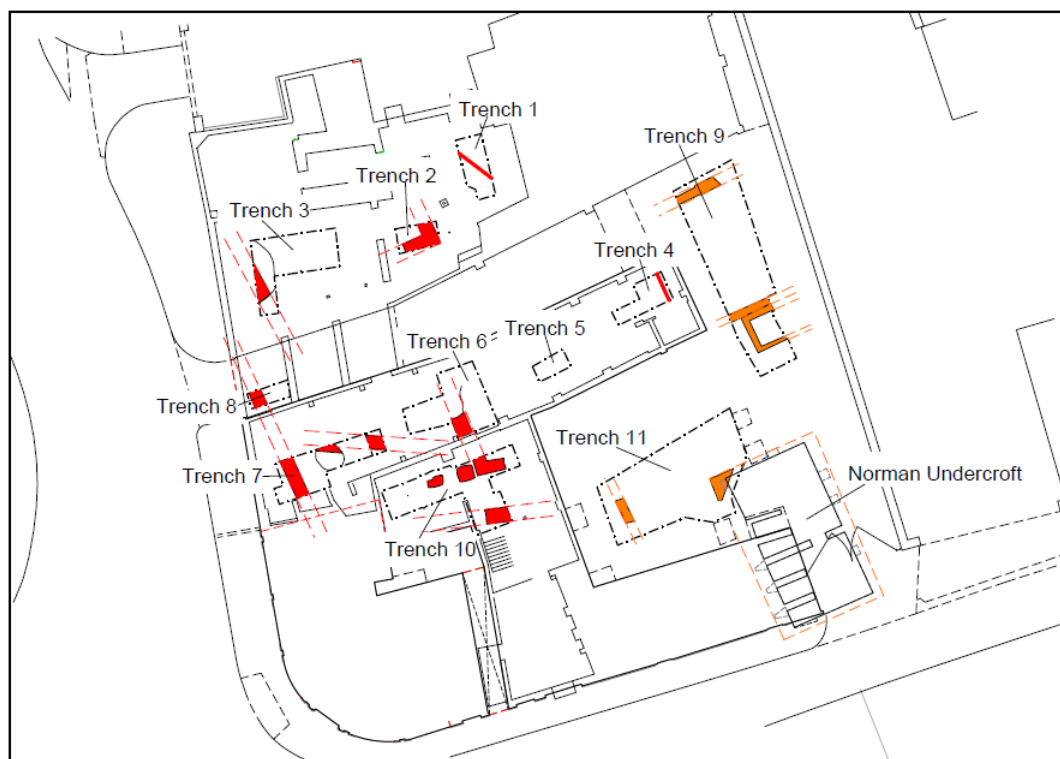 Trench 1
Trench 9
Trench 2
Trench 3
Trench 4
Trench 6
Trench 5
Trench 8
Trench 11
Trench 7
Norman Undercroft
Trench 10